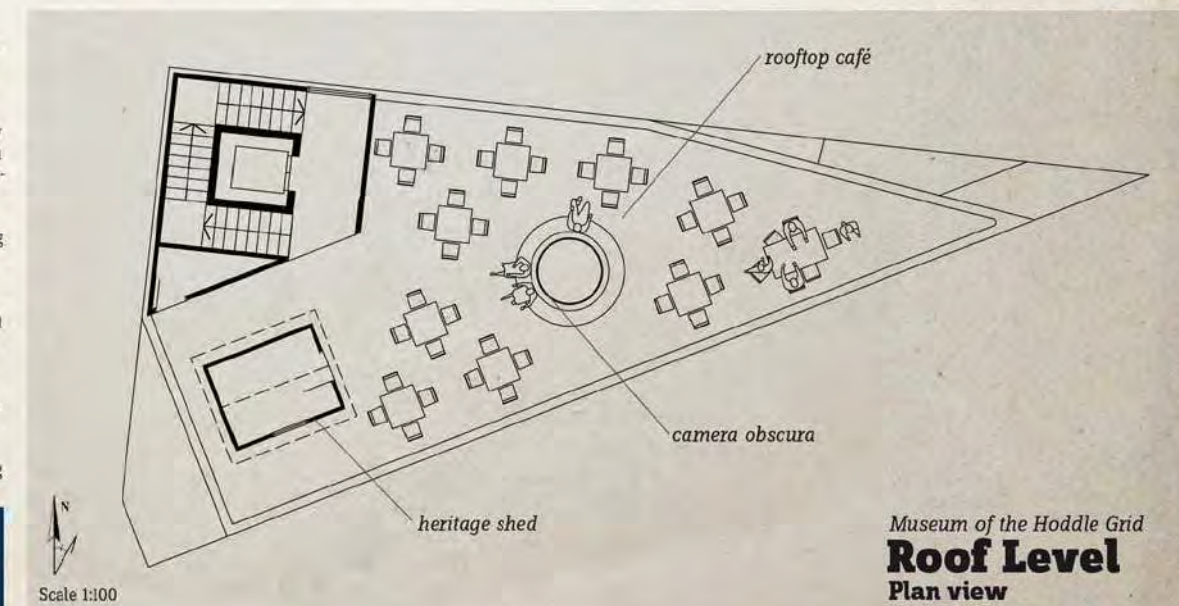 rooftop café
camera obscura
heritage shed
N
Scale 1:100
Museum of the Hoddle Grid
Roof Level
Plan view